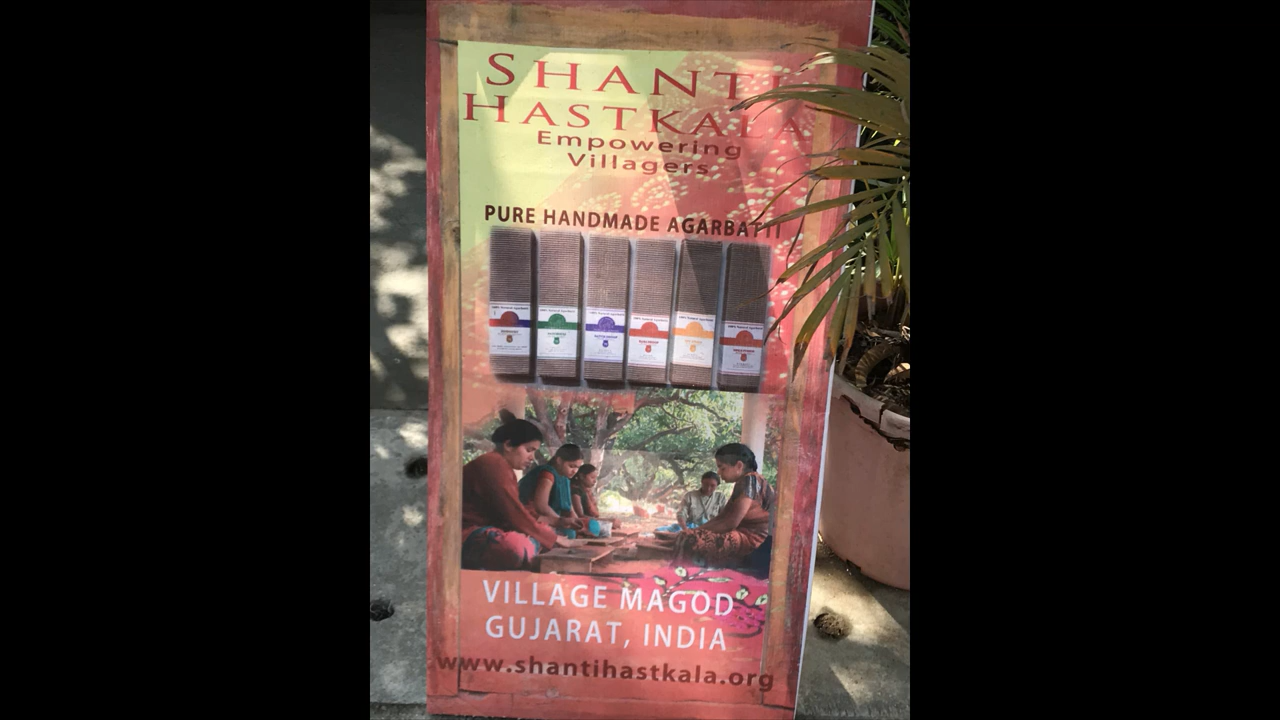 SHANTI
HASTKALA
Empowering
Villagers
PURE HANDMADE AGARBATTI
VILLAGE MAGOD
GUJARAT, INDIA
www.shantihastkala.org